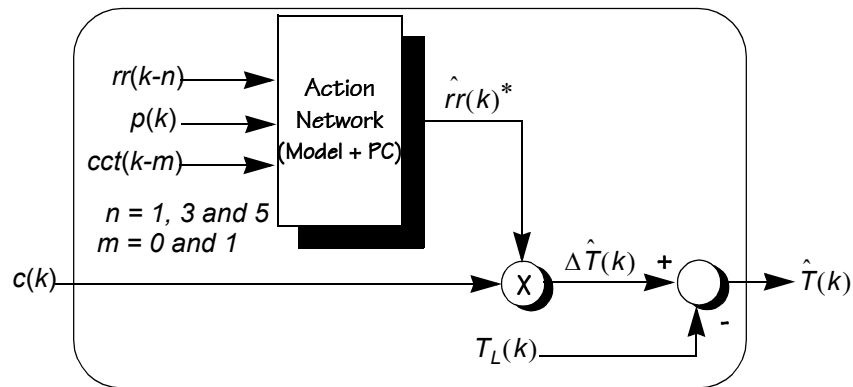 rr(k-n)
p(k)
cct(k-m)
n = 1, 3 and 5
m = 0 and 1
Action
Network
(Model + PC)
r̂r(k)*
c(k)
X
ΔT̂(k)
+
-
T̂(k)
T_L(k)